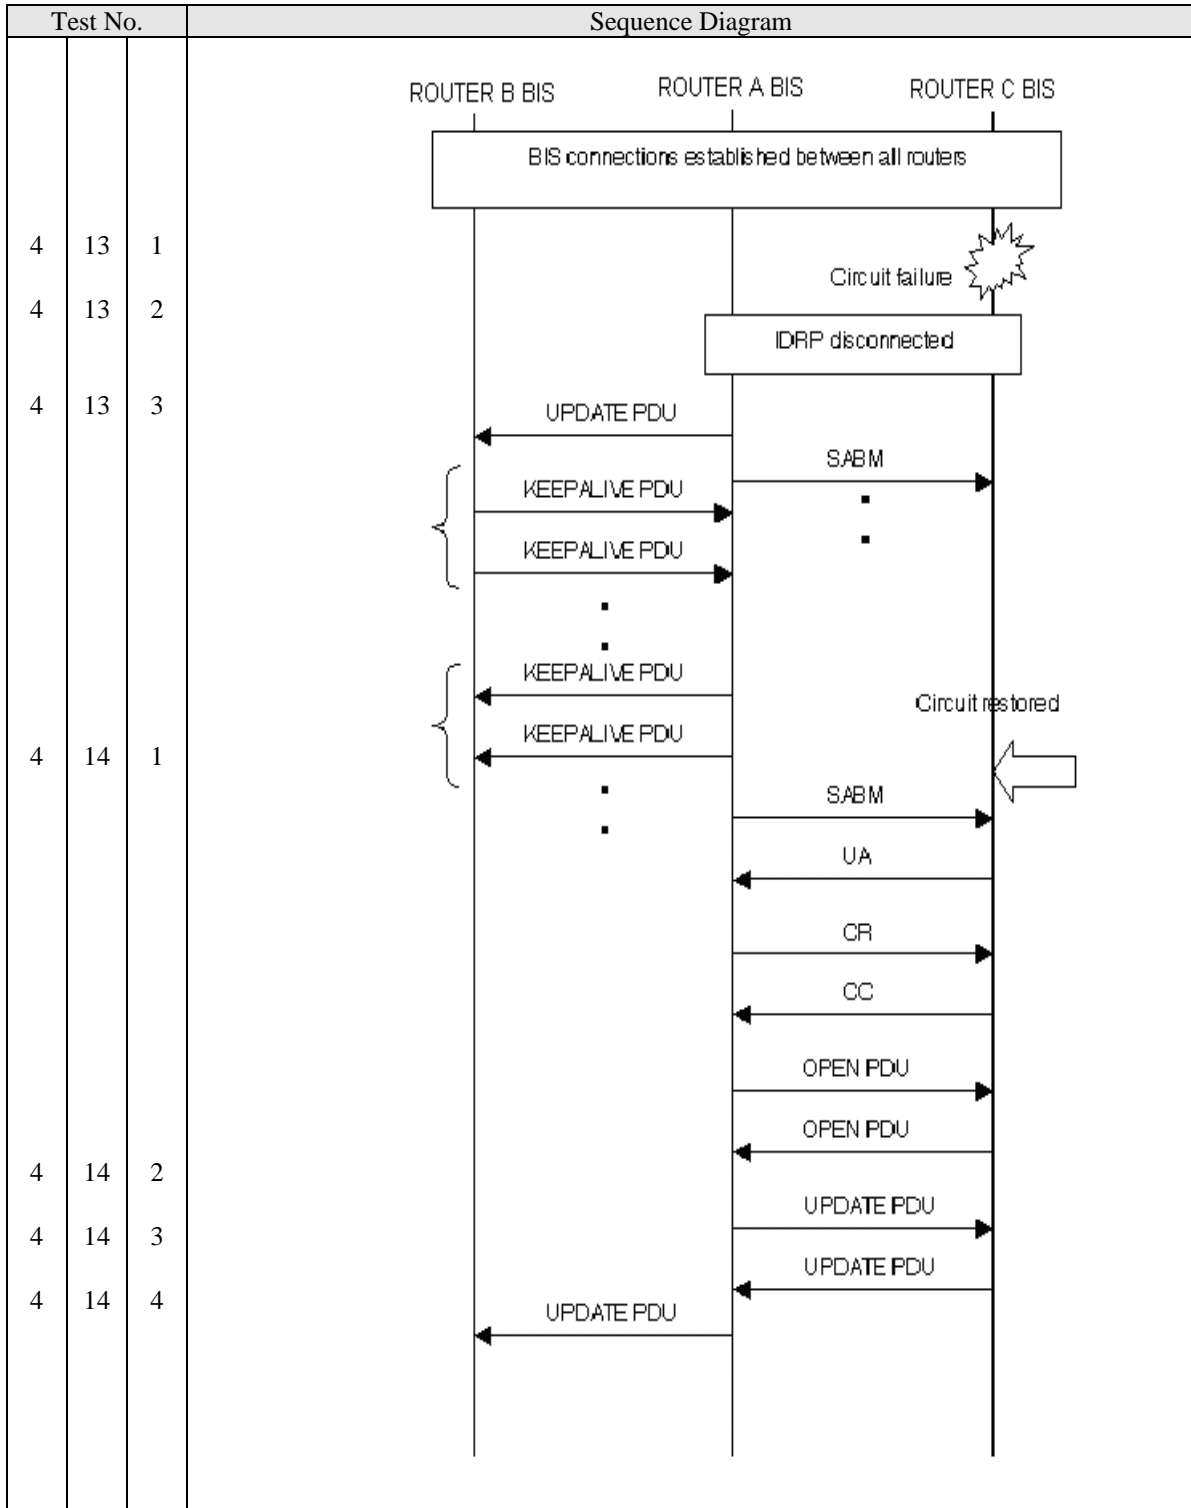 Test No. Sequence Diagram
ROUTER B BIS ROUTER A BIS ROUTER C BIS
BIS connections established between all routers
4 13 1
Circuit failure
4 13 2
IDRP disconnected
4 13 3
UPDATE PDU
SABM
KEEPALIVE PDU
KEEPALIVE PDU
KEEPALIVE PDU
Circuit restored
KEEPALIVE PDU
4 14 1
SABM
UA
CR
CC
OPEN PDU
OPEN PDU
4 14 2
UPDATE PDU
4 14 3
UPDATE PDU
4 14 4
UPDATE PDU